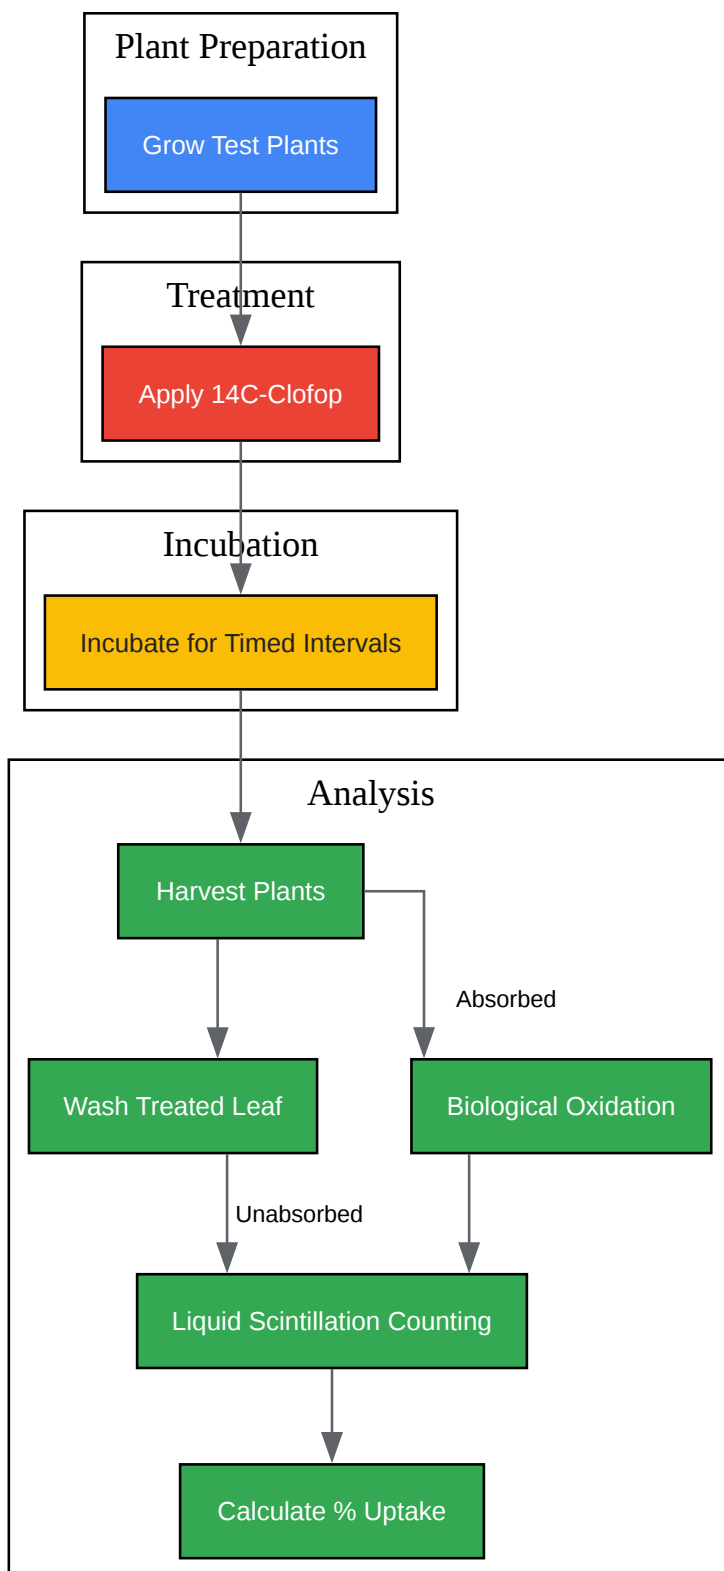 Plant Preparation
Grow Test Plants
Treatment
Apply 14C-Clofop
Incubation
Incubate for Timed Intervals
Analysis
Harvest Plants
Absorbed
Wash Treated Leaf
Biological Oxidation
Unabsorbed
Liquid Scintillation Counting
Calculate % Uptake